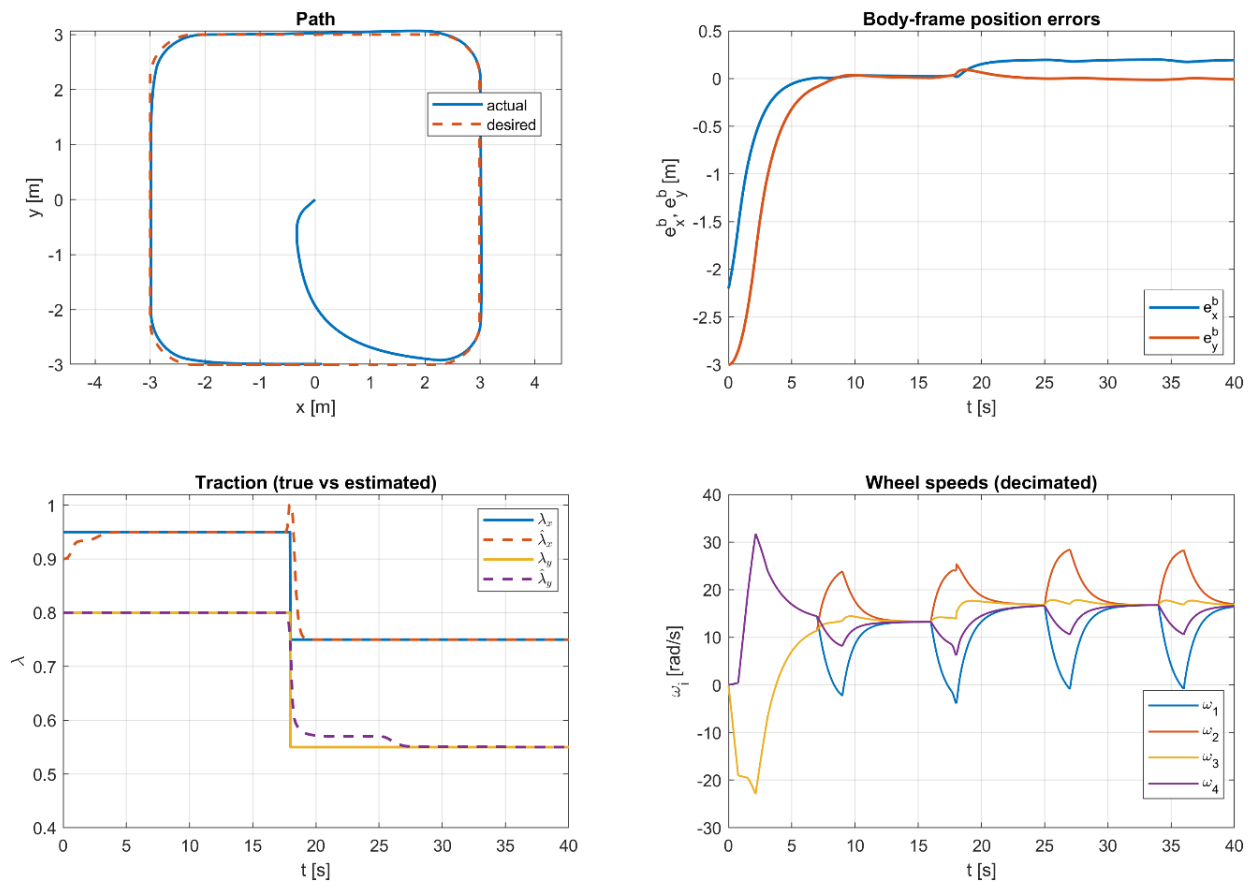 Path
3
2
1
0
-1
-2
-3
y [m]
-4 -3 -2 -1 0 1 2 3 4
x [m]
actual
desired
Body-frame position errors
0.5
0
-0.5
-1
-1.5
-2
-2.5
-3
e_x^b, e_y^b [m]
0 5 10 15 20 25 30 35 40
t [s]
e_x^b
e_y^b
Traction (true vs estimated)
1
0.9
0.8
0.7
0.6
0.5
0.4
λ
0 5 10 15 20 25 30 35 40
t [s]
λ_x
λ̂_x
λ_y
λ̂_y
Wheel speeds (decimated)
40
30
20
10
0
-10
-20
-30
ω_i [rad/s]
0 5 10 15 20 25 30 35 40
t [s]
ω_1
ω_2
ω_3
ω_4